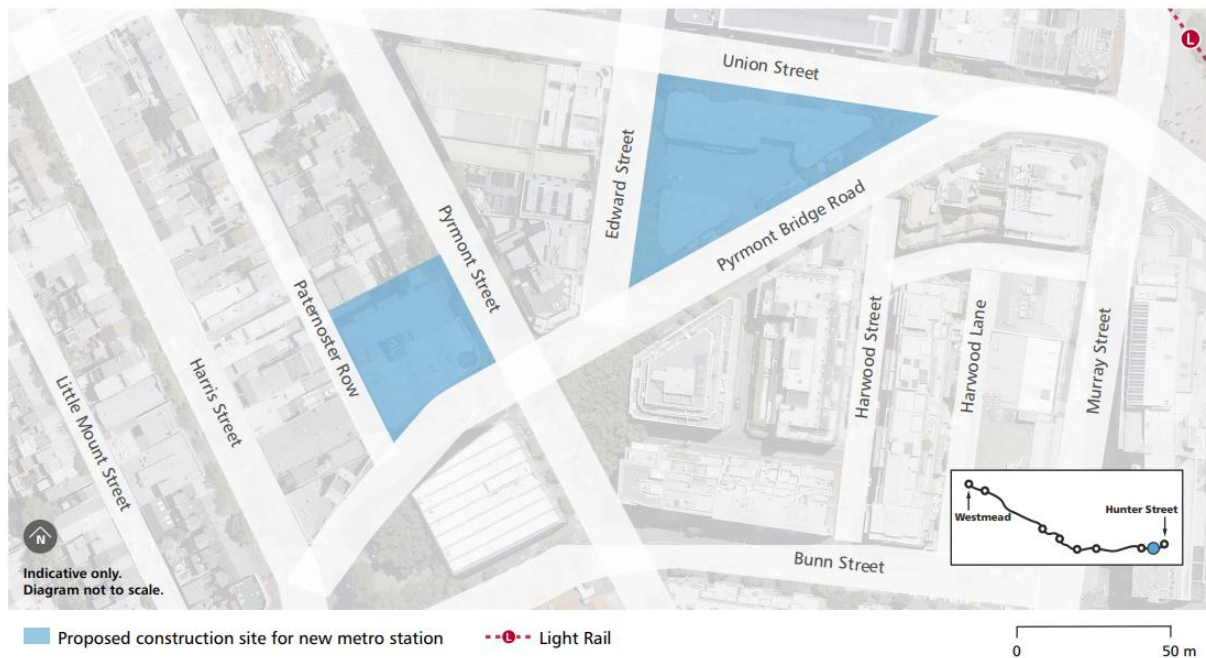 L
Union Street
Edward Street
Pyrmont Bridge Road
Pyrmont Street
Paternoster Row
Harris Street
Little Mount Street
Harwood Street
Harwood Lane
Murray Street
Bunn Street
Westmead
Hunter Street
N
Indicative only.
Diagram not to scale.
Proposed construction site for new metro station
L
Light Rail
0
50 m